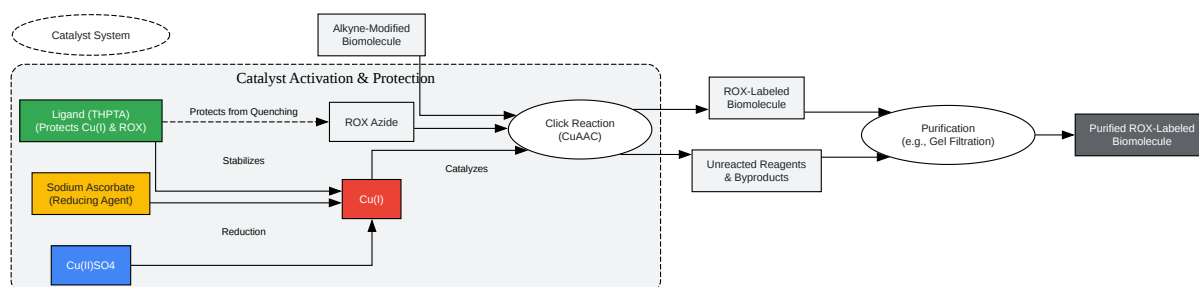 Catalyst System
Alkyne-Modified
Biomolecule
Catalyst Activation & Protection
Ligand (THPTA)
(Protects Cu(I) & ROX)
Protects from Quenching
ROX Azide
Click Reaction
(CuAAC)
ROX-Labeled
Biomolecule
Purification
(e.g., Gel Filtration)
Purified ROX-Labeled
Biomolecule
Stabilizes
Catalyzes
Unreacted Reagents
& Byproducts
Sodium Ascorbate
(Reducing Agent)
Cu(I)
Reduction
Cu(II)SO4